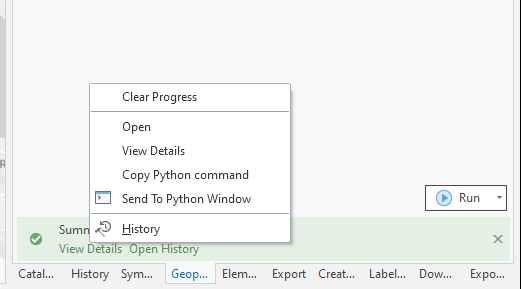 Clear Progress
Open
View Details
Copy Python command
Send To Python Window
Run
History
Summ
View Details Open History
Catal... History Sym... Geop... Elem... Export Creat... Label... Dow... Expo...